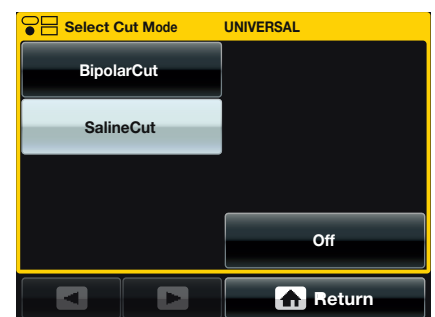 Select Cut Mode UNIVERSAL
BipolarCut
SalineCut
Off
Return